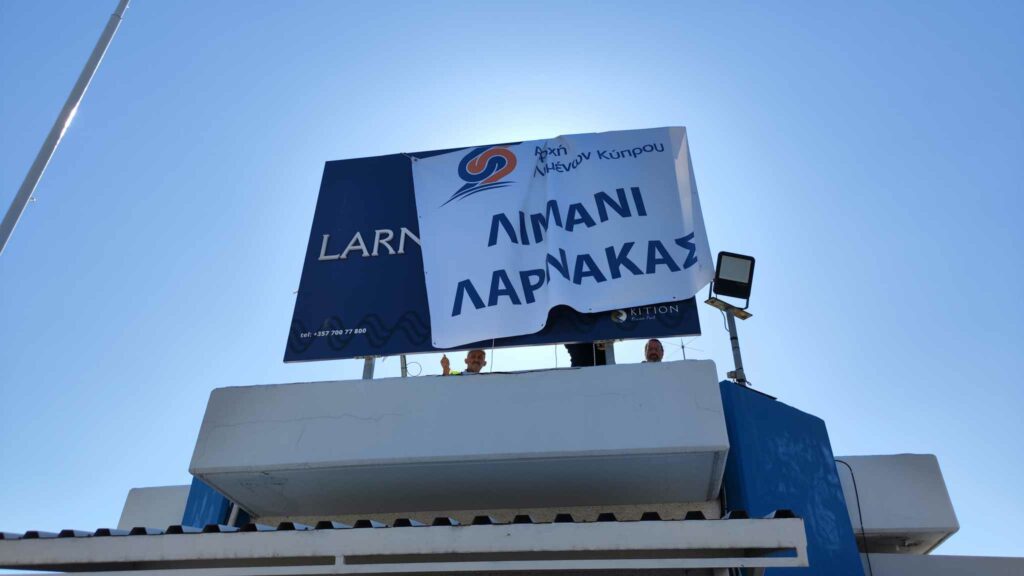 Αρχή
Λιμένων Κύπρου
ΛΙΜΑΝΙ
ΛΑΡΝΑΚΑΣ
LARN
tel: +357 700 77 800
KITION